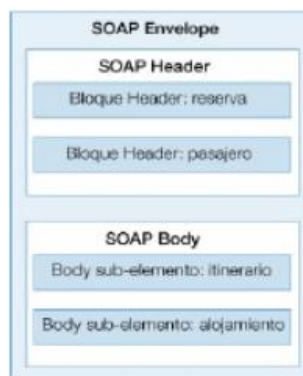 SOAP Envelope
SOAP Header
Bloque Header: reserva
Bloque Header: pasajero
SOAP Body
Body sub-elemento: itinerario
Body sub-elemento: alojamiento